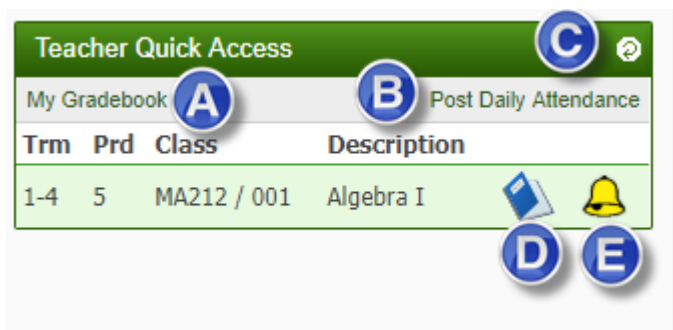 Teacher Quick Access C
My Gradebook A B Post Daily Attendance
Trm Prd Class Description
1-4 5 MA212 / 001 Algebra I
D E